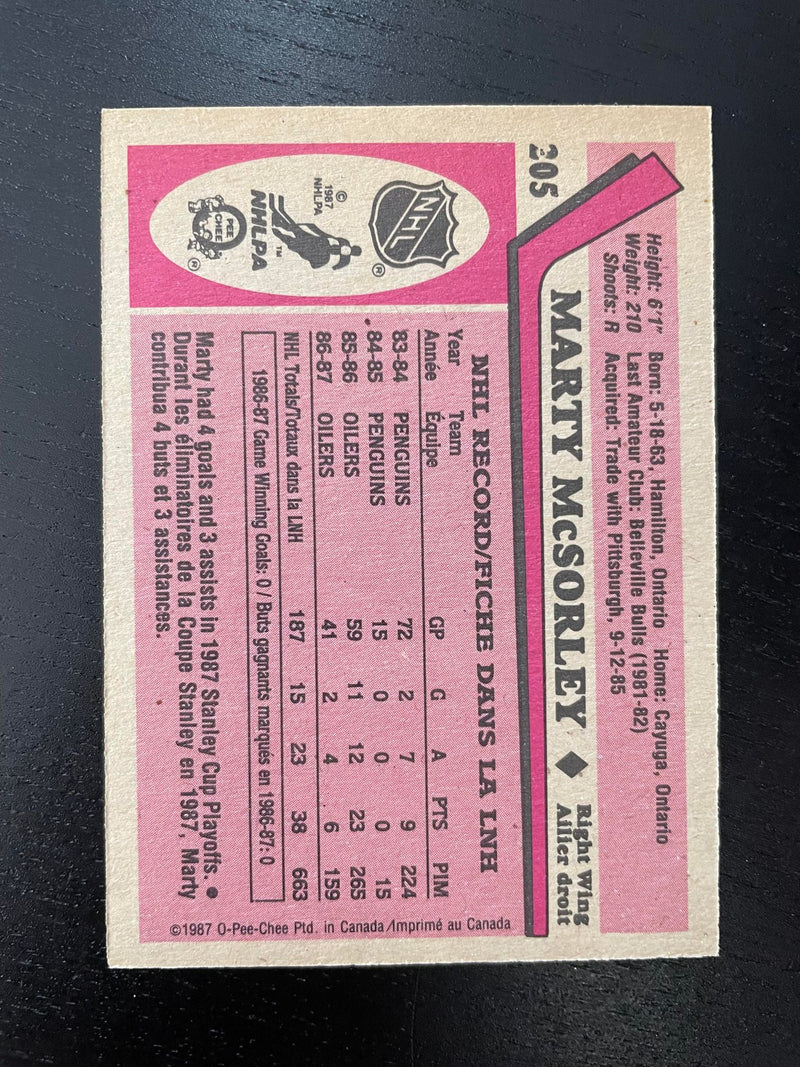 205
Height: 6'1" Born: 5-18-63, Hamilton, Ontario Home: Cayuga, Ontario
Weight: 210 Last Amateur Club: Belleville Bulls (1981-82)
Shoots: R Acquired: Trade with Pittsburgh, 9-12-85
MARTY McSORLEY ◆ Right Wing
Ailier droit
NHL
®
© 1987 NHLPA
™
NHLPA
O PEE CHEE
®
NHL RECORD/FICHE DANS LA LNH
Year Team GP G A PTS PIM
Année Équipe
83-84 PENGUINS 72 2 7 9 224
84-85 PENGUINS 15 0 0 0 15
85-86 OILERS 59 11 12 23 265
86-87 OILERS 41 2 4 6 159
NHL Totals/Totaux dans la LNH 187 15 23 38 663
1986-87 Game Winning Goals: 0 / Buts gagnants marqués en 1986-87: 0
Marty had 4 goals and 3 assists in 1987 Stanley Cup Playoffs. •
Durant les éliminatoires de la Coupe Stanley en 1987, Marty
contribua 4 buts et 3 assistances.
©1987 O-Pee-Chee Ptd. in Canada/Imprimé au Canada